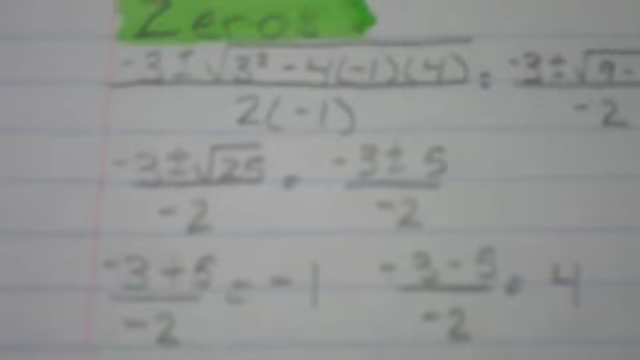 Zeros
(-3 ± √(3² - 4(-1)(4))) / (2(-1)) = (-3 ± √(9 - / -2
(-3 ± √25) / -2 = (-3 ± 5) / -2
(-3 + 5) / -2 = -1 (-3 - 5) / -2 = 4